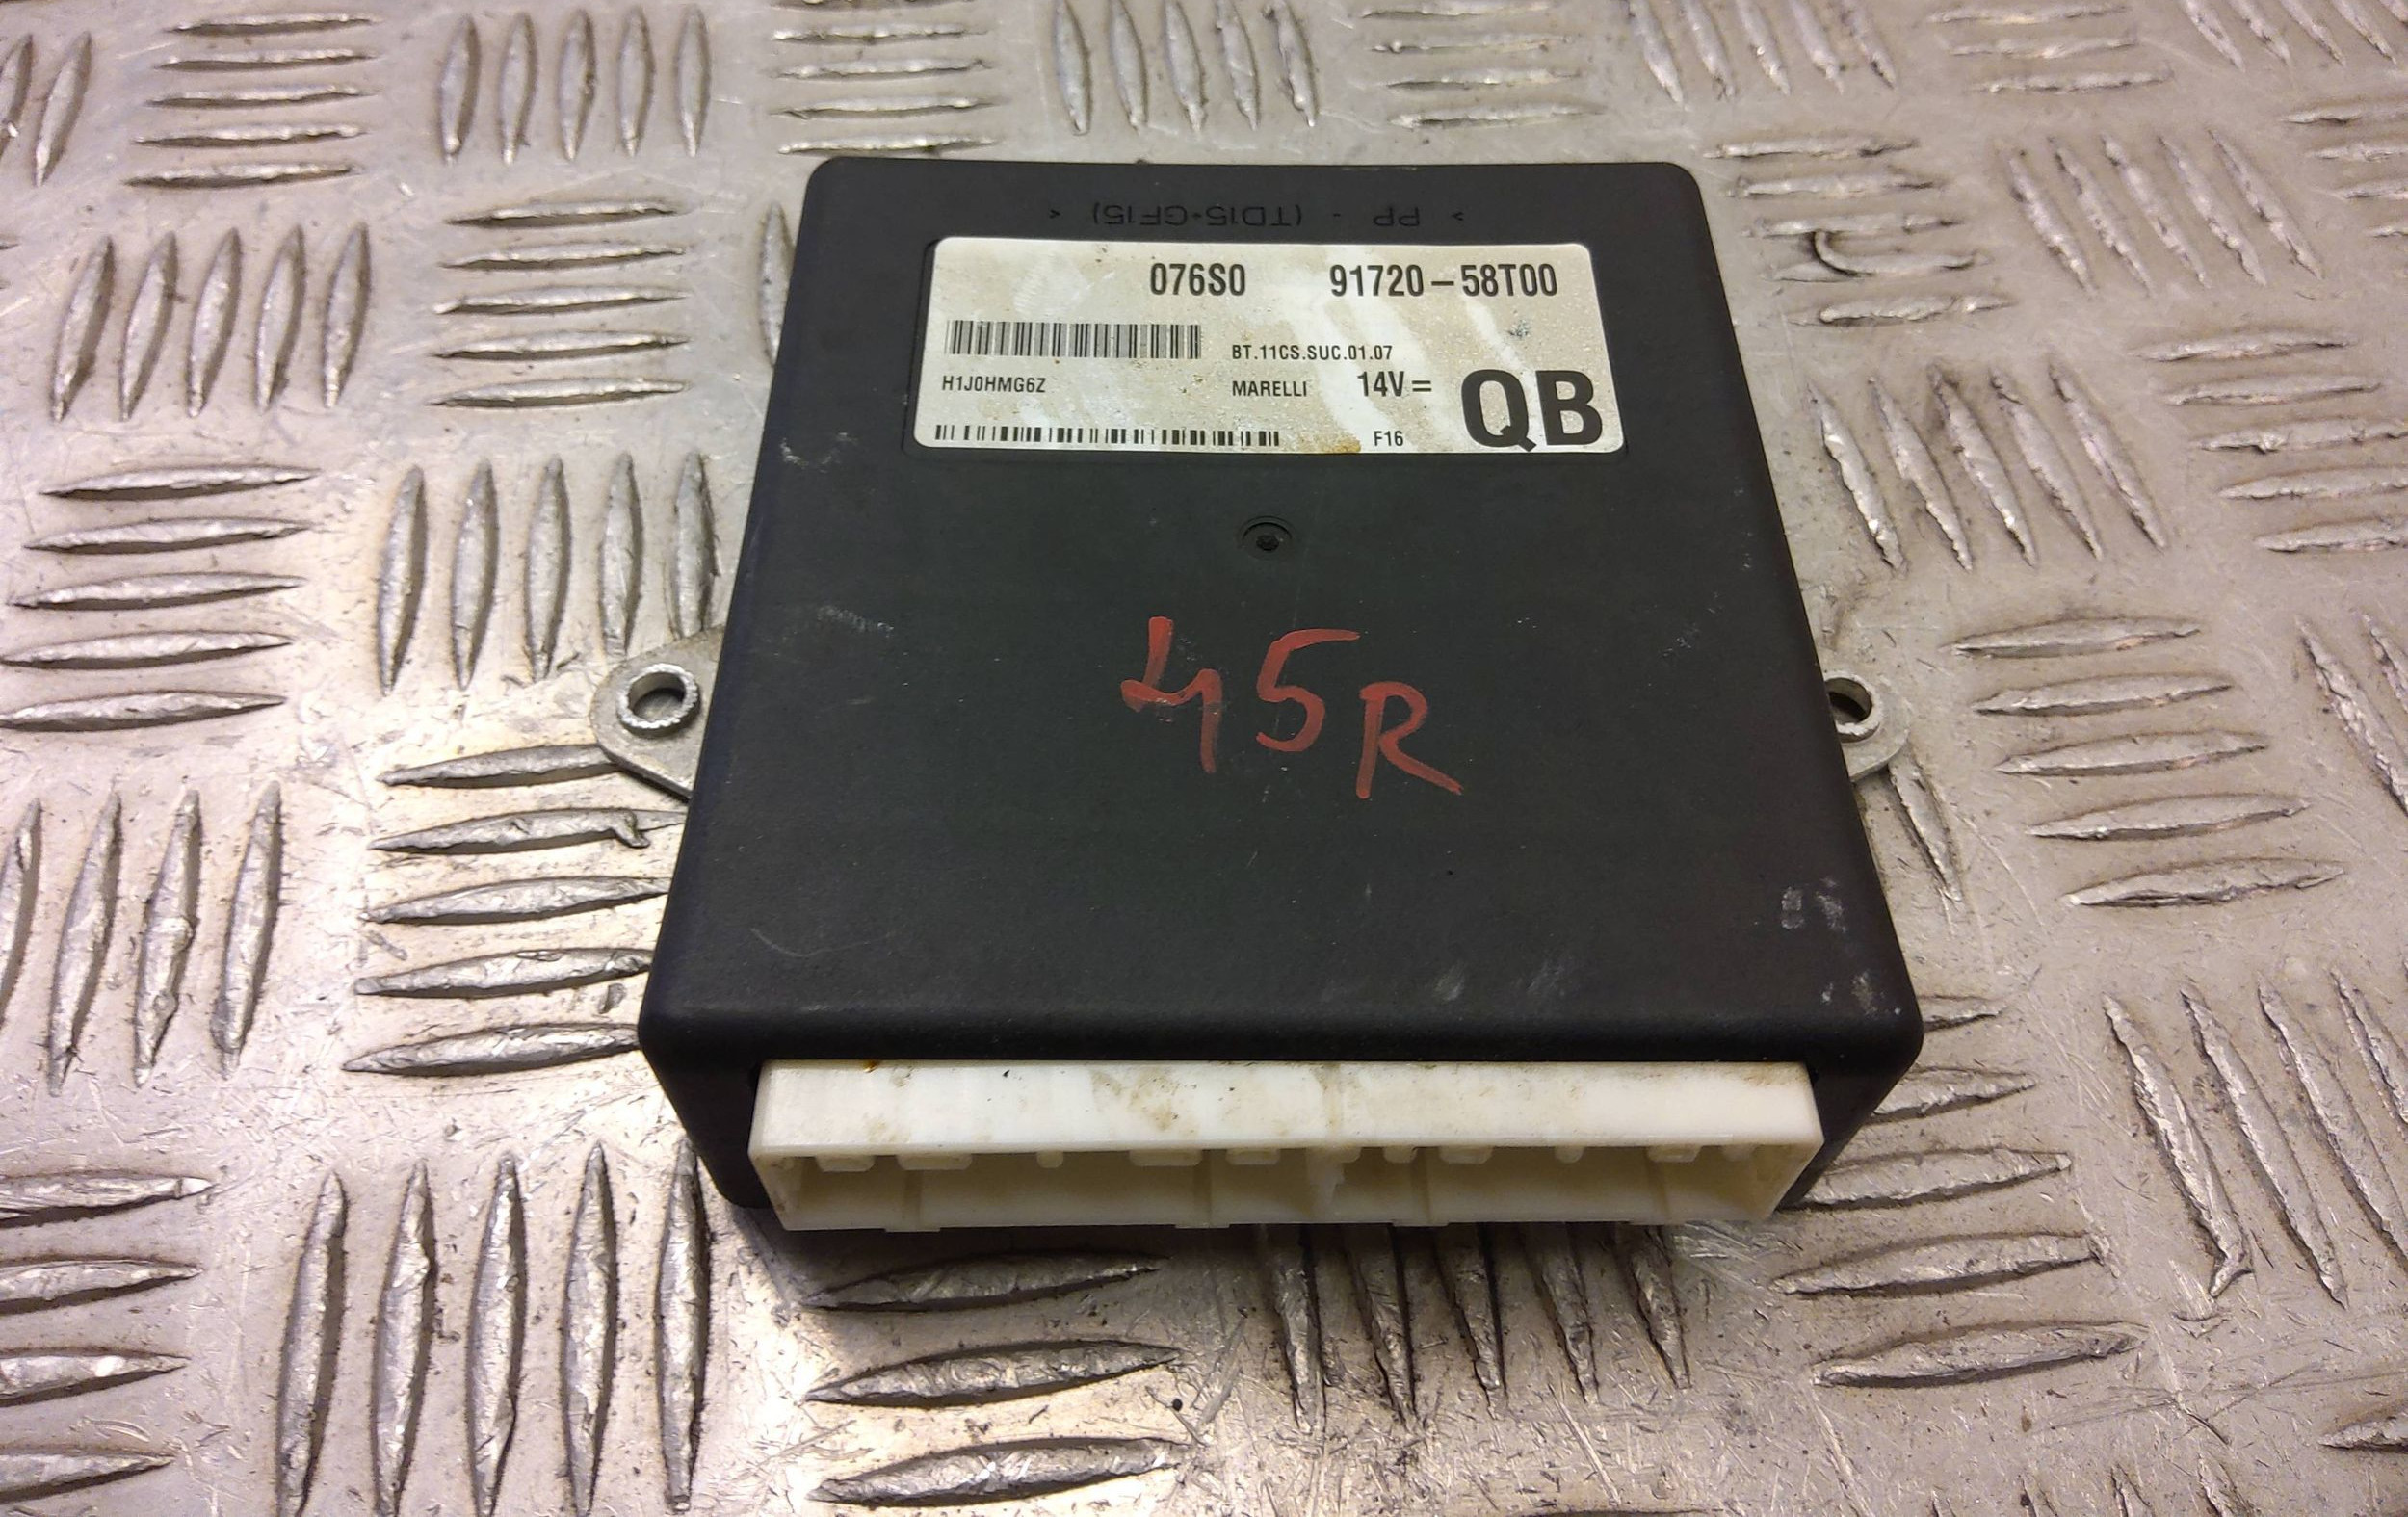 > PP - (TD15+GF15) <
076S0 91720-58T00
BT.11CS.SUC.01.07
H1J0HMG6Z MARELLI 14V= QB
F16
45R